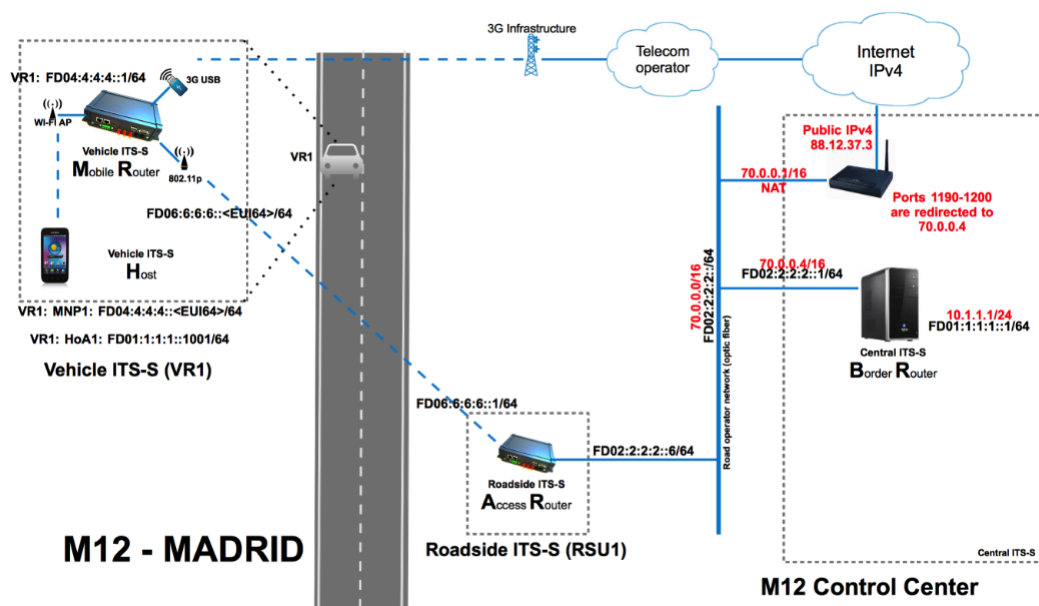 3G Infrastructure
Telecom
operator
Internet
IPv4
VR1: FD04:4:4:4::1/64
3G USB
WI-FI AP
Vehicle ITS-S
Mobile Router
802.11p
VR1
FD06:6:6:6::<EUI64>/64
Vehicle ITS-S
Host
VR1: MNP1: FD04:4:4:4::<EUI64>/64
VR1: HoA1: FD01:1:1:1::1001/64
Vehicle ITS-S (VR1)
Public IPv4
88.12.37.3
70.0.0.1/16
NAT
Ports 1190-1200
are redirected to
70.0.0.4
70.0.0.4/16
FD02:2:2:2::1/64
70.0.0.0/16
FD02:2:2:2::/64
Road operator network (optic fiber)
10.1.1.1/24
FD01:1:1:1::1/64
Central ITS-S
Border Router
FD06:6:6:6::1/64
FD02:2:2:2::6/64
Roadside ITS-S
Access Router
Roadside ITS-S (RSU1)
M12 - MADRID
Central ITS-S
M12 Control Center